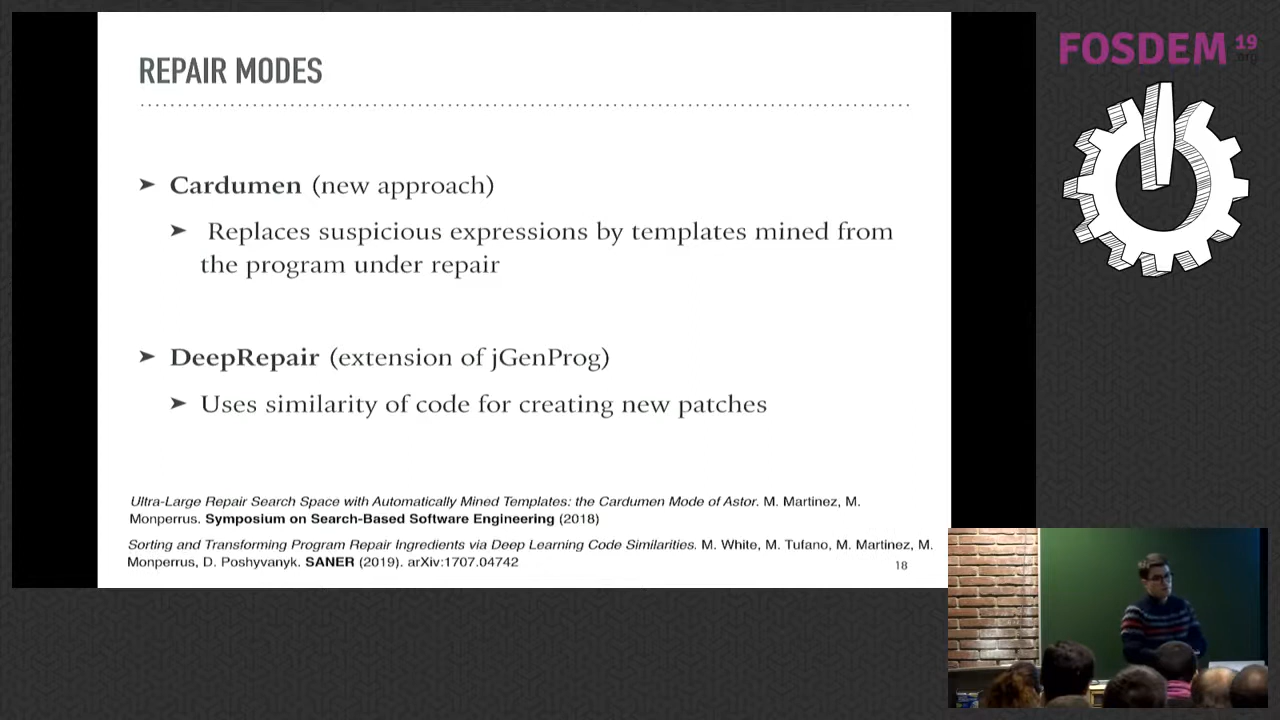 REPAIR MODES
➤ Cardumen (new approach)
➤ Replaces suspicious expressions by templates mined from
the program under repair
➤ DeepRepair (extension of jGenProg)
➤ Uses similarity of code for creating new patches
Ultra-Large Repair Search Space with Automatically Mined Templates: the Cardumen Mode of Astor. M. Martinez, M.
Monperrus. Symposium on Search-Based Software Engineering (2018)
Sorting and Transforming Program Repair Ingredients via Deep Learning Code Similarities. M. White, M. Tufano, M. Martinez, M.
Monperrus, D. Poshyvanyk. SANER (2019). arXiv:1707.04742
18
FOSDEM 19
.org